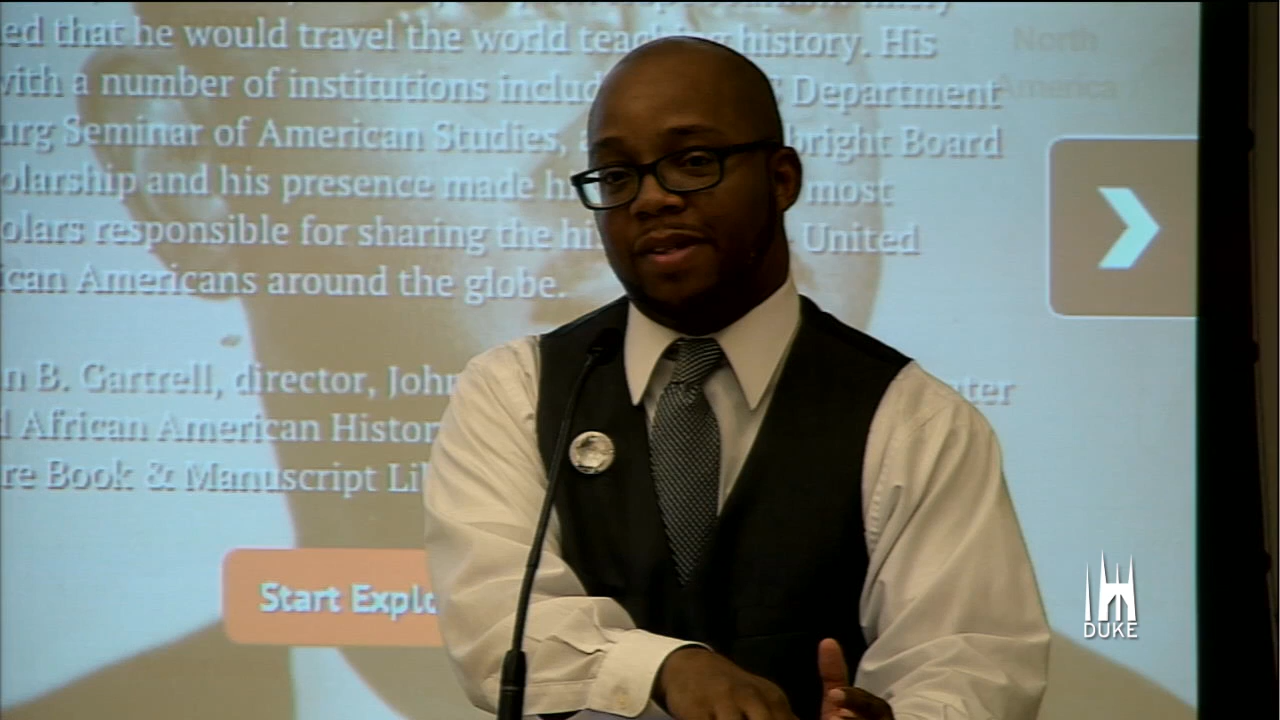 ed that he would travel the world teaching history. His
North
with a number of institutions includ
Department
America
urg Seminar of American Studies, a
bright Board
olarship and his presence made h
most
olars responsible for sharing the hi
United
ican Americans around the globe.
n B. Gartrell, director, John
ter
d African American Histor
re Book & Manuscript Li
Start Explo
DUKE